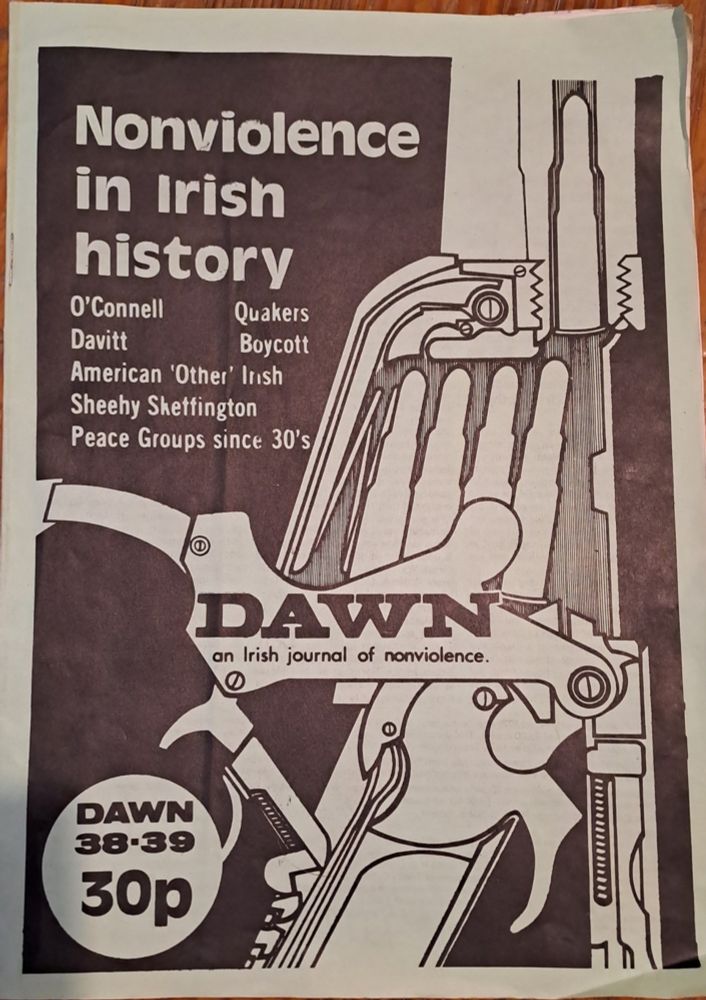 Nonviolence
in Irish
history
O'Connell Quakers
Davitt Boycott
American 'Other' Irish
Sheehy Skeffington
Peace Groups since 30's
DAWN
an Irish journal of nonviolence.
DAWN
38-39
30p